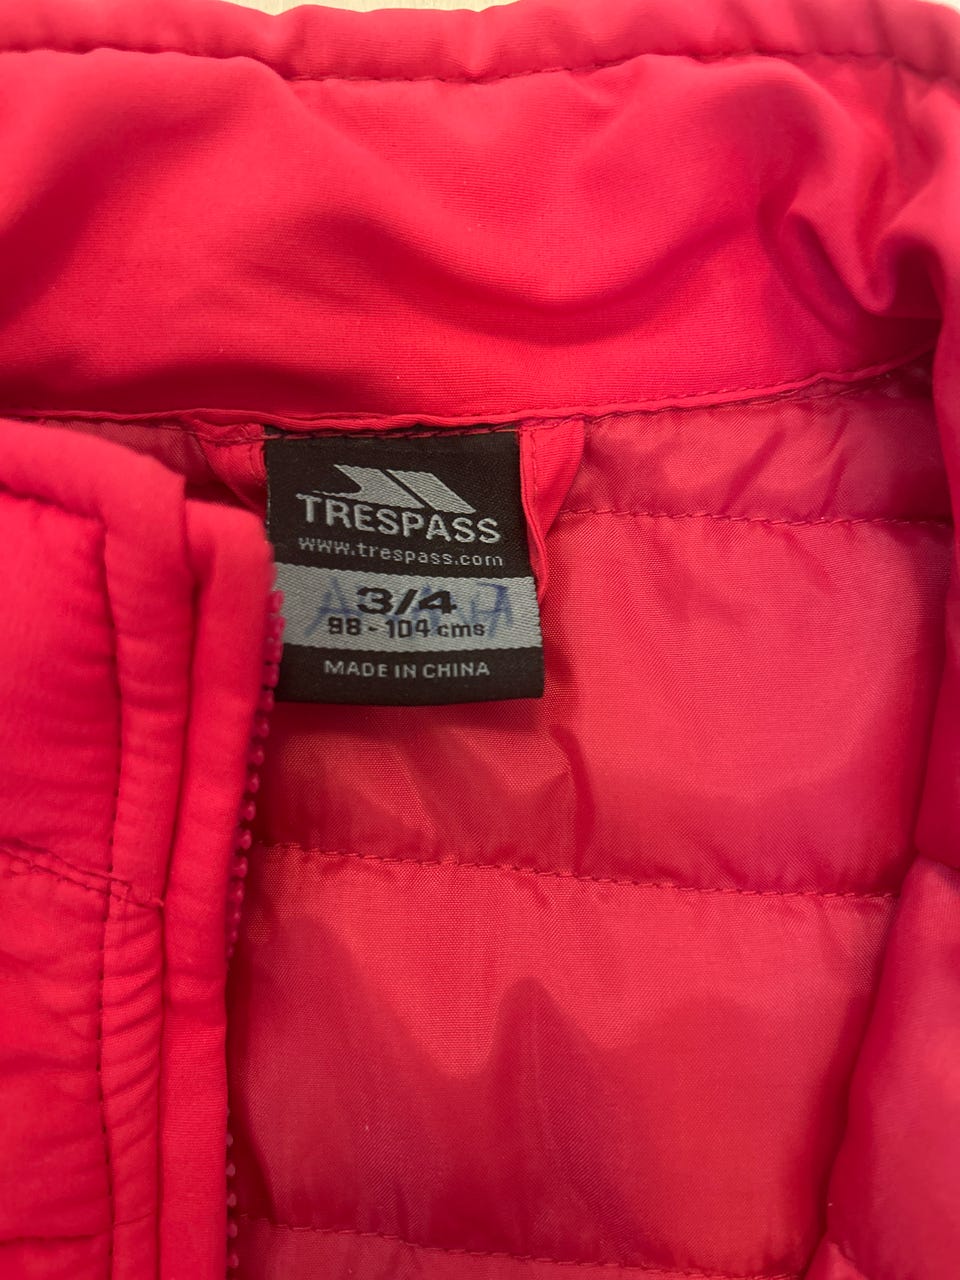 TRESPASS
www.trespass.com
3/4
98 - 104 cms
MADE IN CHINA